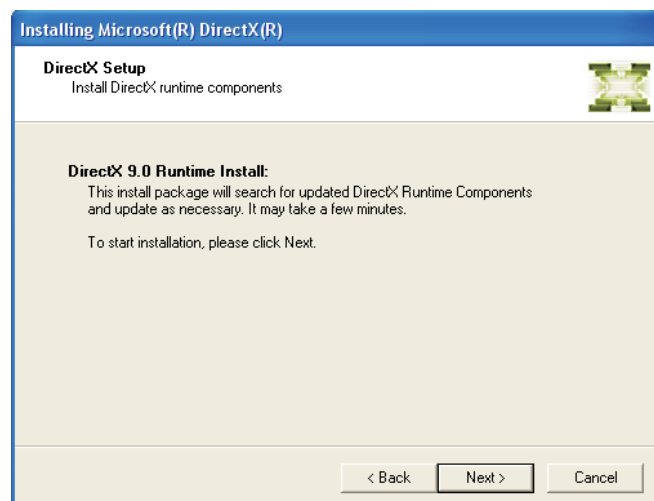 Installing Microsoft(R) DirectX(R)
DirectX Setup
Install DirectX runtime components
DirectX 9.0 Runtime Install:
This install package will search for updated DirectX Runtime Components
and update as necessary. It may take a few minutes.
To start installation, please click Next.
< Back
Next >
Cancel